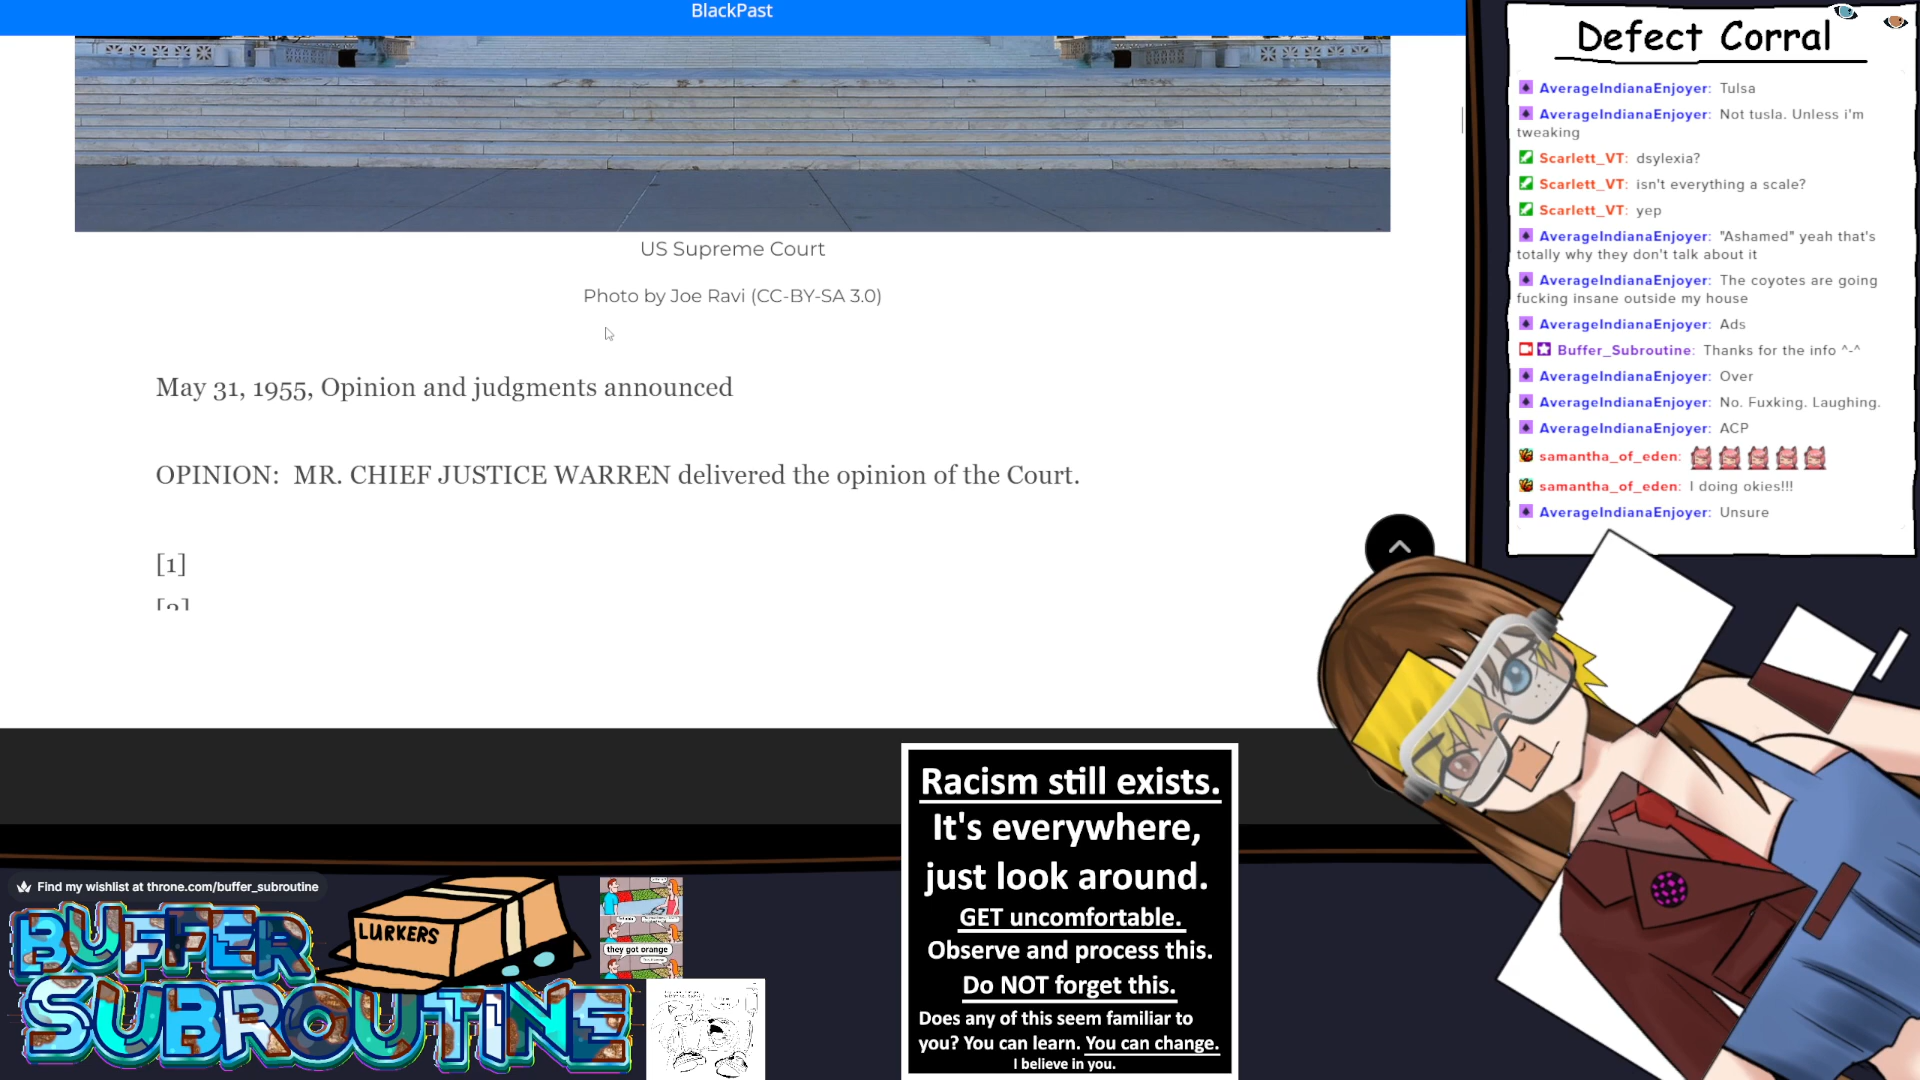 BlackPast
US Supreme Court
Photo by Joe Ravi (CC-BY-SA 3.0)
May 31, 1955, Opinion and judgments announced
OPINION:  MR. CHIEF JUSTICE WARREN delivered the opinion of the Court.
[1]
Defect Corral
AverageIndianaEnjoyer: Tulsa
AverageIndianaEnjoyer: Not tusla. Unless i'm
tweaking
Scarlett_VT: dsylexia?
Scarlett_VT: isn't everything a scale?
Scarlett_VT: yep
AverageIndianaEnjoyer: "Ashamed" yeah that's
totally why they don't talk about it
AverageIndianaEnjoyer: The coyotes are going
fucking insane outside my house
AverageIndianaEnjoyer: Ads
Buffer_Subroutine: Thanks for the info ^-^
AverageIndianaEnjoyer: Over
AverageIndianaEnjoyer: No. Fuxking. Laughing.
AverageIndianaEnjoyer: ACP
samantha_of_eden:
samantha_of_eden: I doing okies!!!
AverageIndianaEnjoyer: Unsure
Find my wishlist at throne.com/buffer_subroutine
BUFFER
SUBROUTINE
LURKERS
they got orange
Racism still exists.
It's everywhere,
just look around.
GET uncomfortable.
Observe and process this.
Do NOT forget this.
Does any of this seem familiar to
you? You can learn. You can change.
I believe in you.